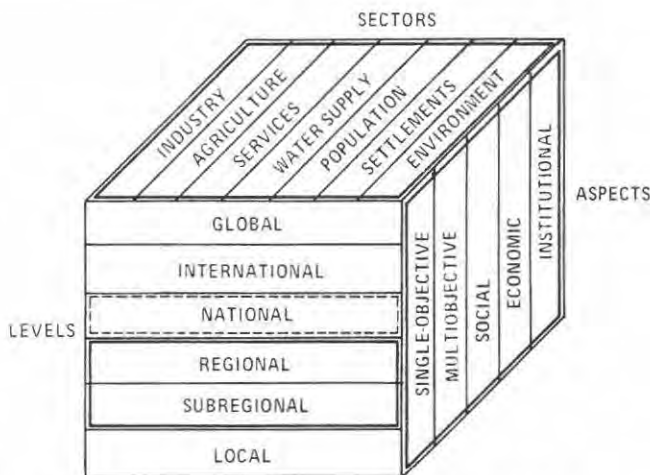 SECTORS
INDUSTRY
AGRICULTURE
SERVICES
WATER SUPPLY
POPULATION
SETTLEMENTS
ENVIRONMENT
ASPECTS
SINGLE-OBJECTIVE
MULTIOBJECTIVE
SOCIAL
ECONOMIC
INSTITUTIONAL
LEVELS
GLOBAL
INTERNATIONAL
NATIONAL
REGIONAL
SUBREGIONAL
LOCAL